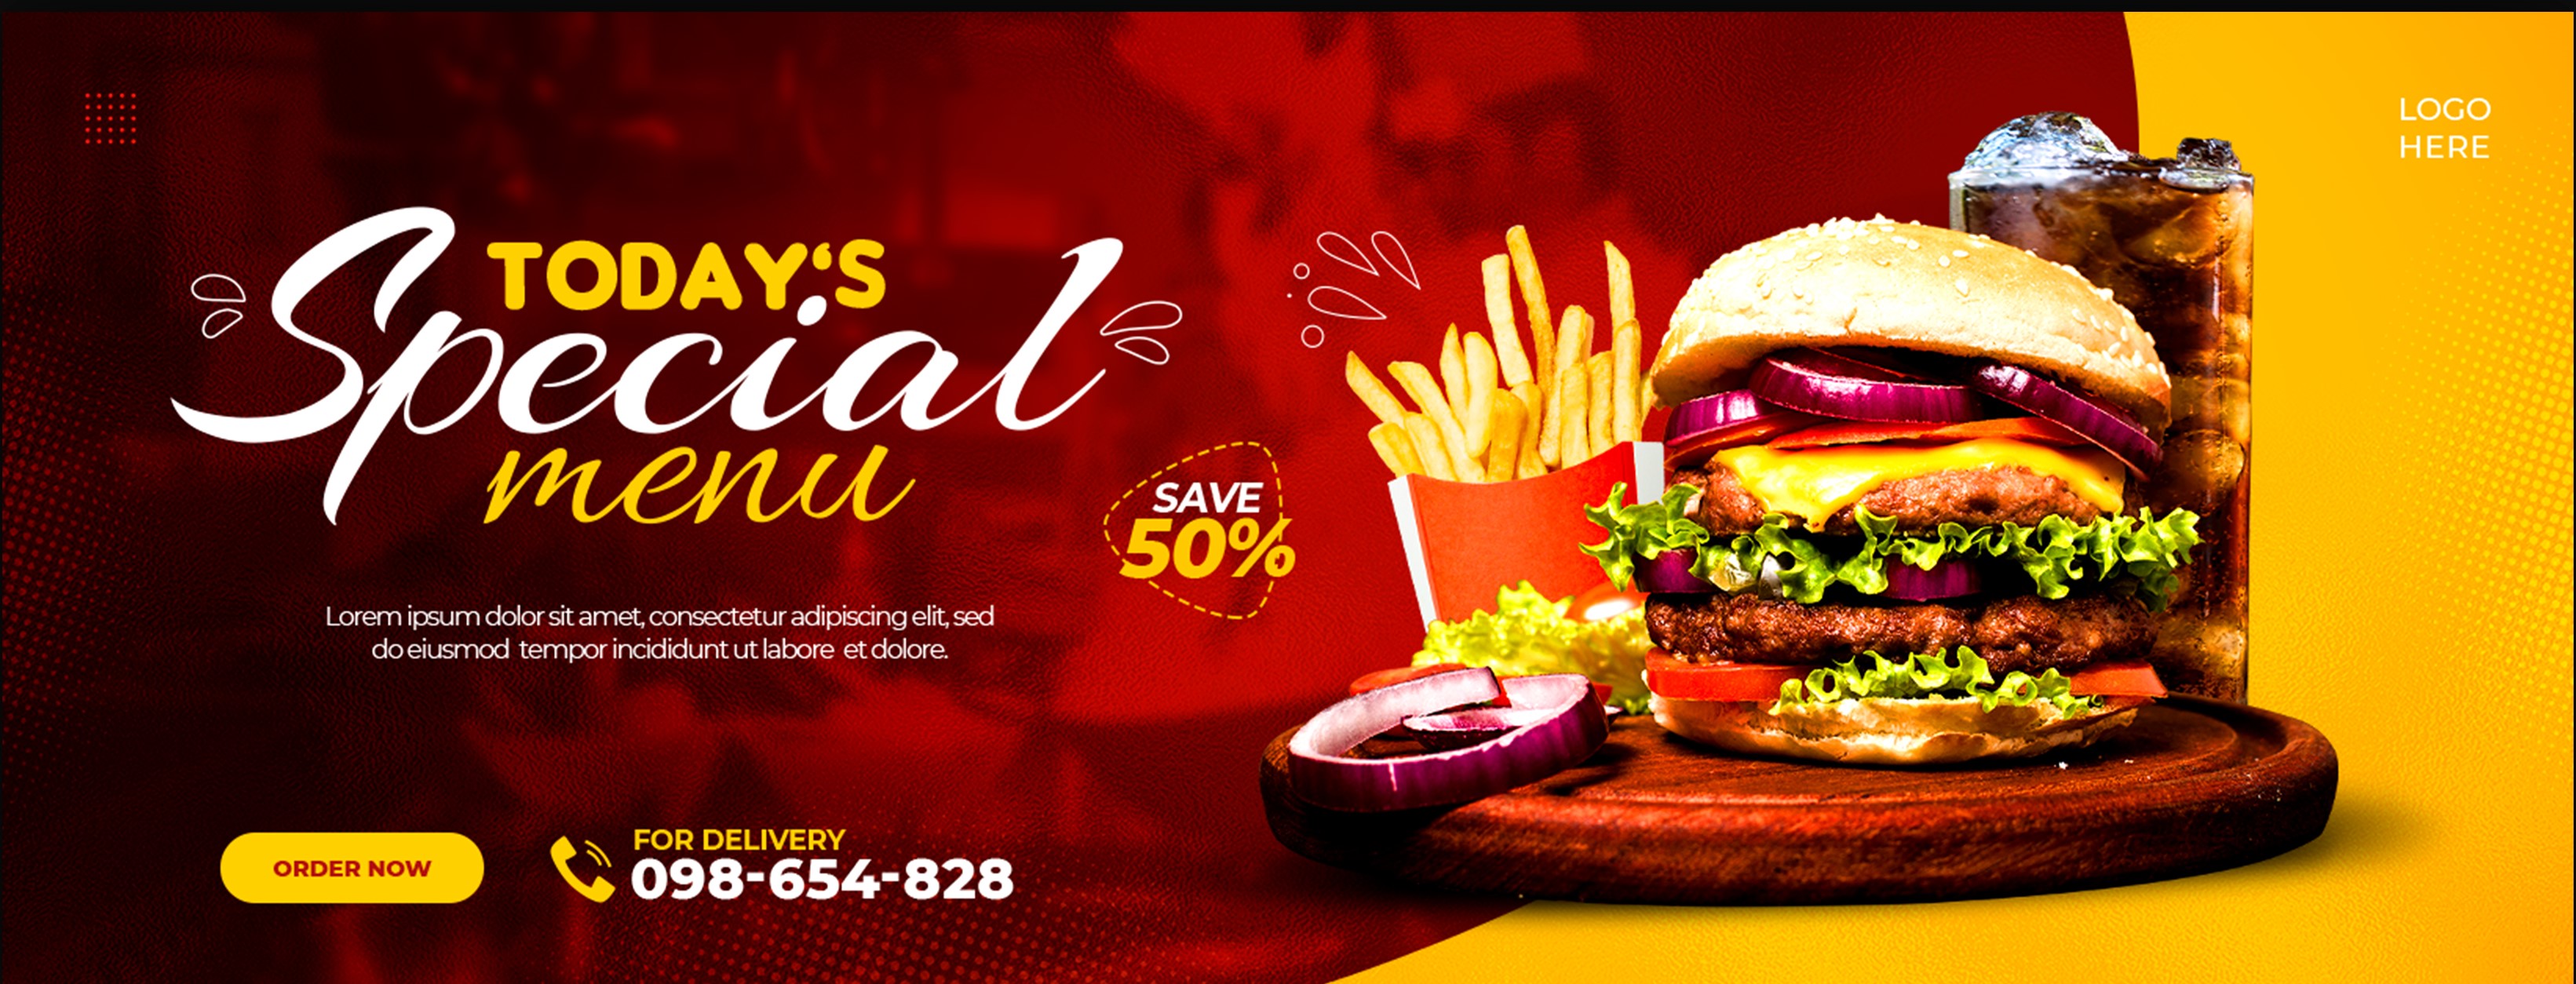 LOGO
HERE
TODAY‘S
Special
menu
SAVE
50%
Lorem ipsum dolor sit amet, consectetur adipiscing elit, sed
do eiusmod tempor incididunt ut labore et dolore.
ORDER NOW
FOR DELIVERY
098-654-828